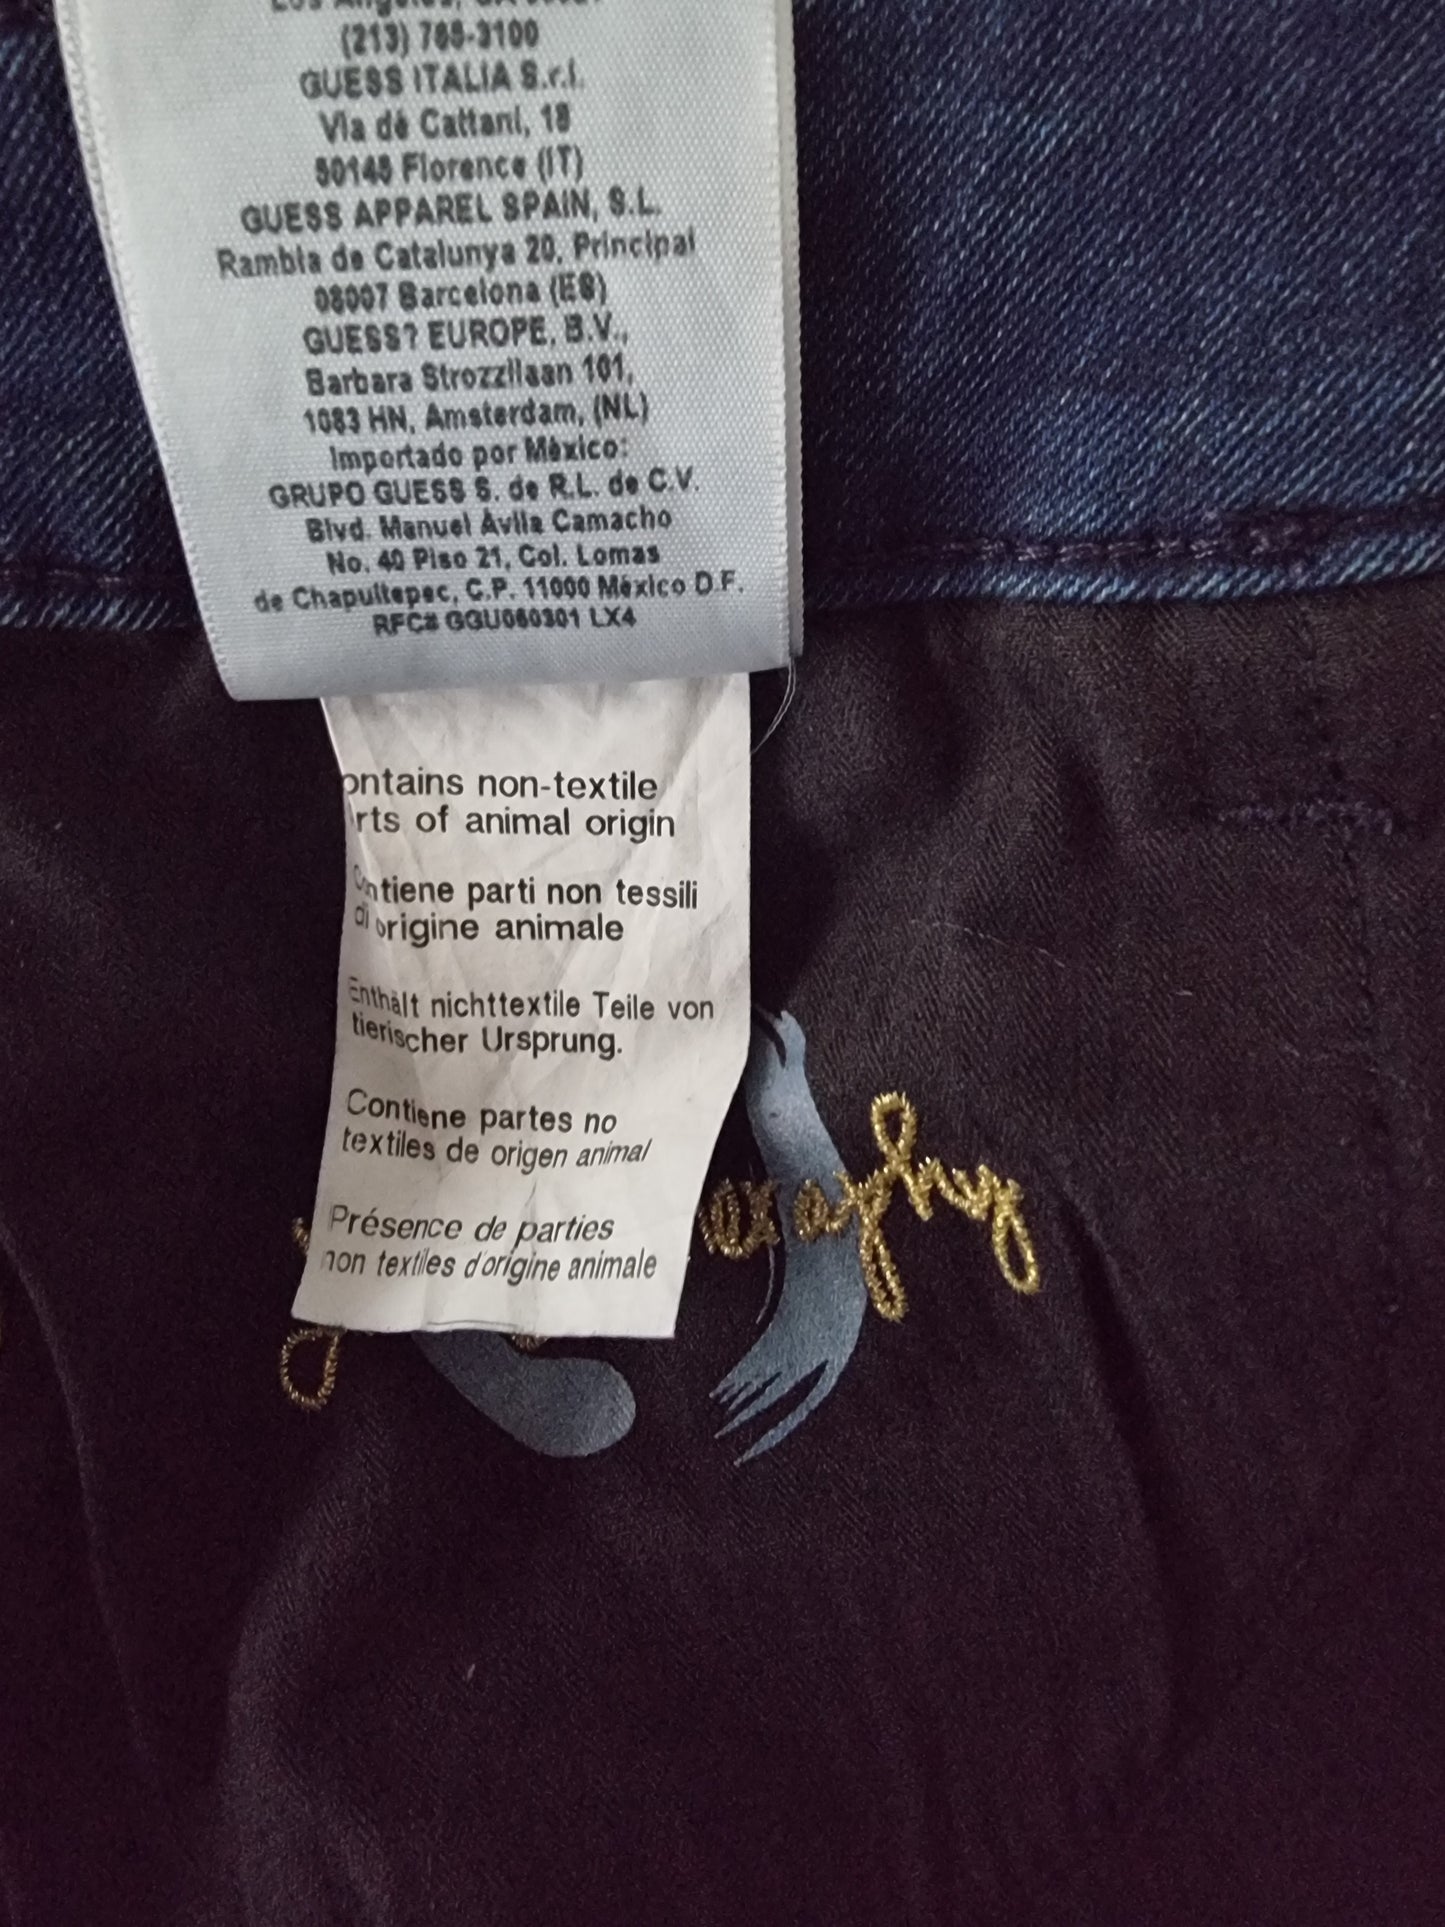 (213) 765-3100
GUESS ITALIA S.r.l.
Via dè Cattani, 18
50145 Florence (IT)
GUESS APPAREL SPAIN, S.L.
Rambla de Catalunya 20, Principal
08007 Barcelona (ES)
GUESS? EUROPE, B.V.,
Barbara Strozzilaan 101,
1083 HN, Amsterdam, (NL)
Importado por México:
GRUPO GUESS S. de R.L. de C.V.
Blvd. Manuel Ávila Camacho
No. 40 Piso 21, Col. Lomas
de Chapultepec, C.P. 11000 México D.F.
RFC# GGU060301 LX4
ontains non-textile
rts of animal origin
Contiene parti non tessili
di origine animale
Enthält nichttextile Teile von
tierischer Ursprung.
Contiene partes no
textiles de origen animal
Présence de parties
non textiles d'origine animale